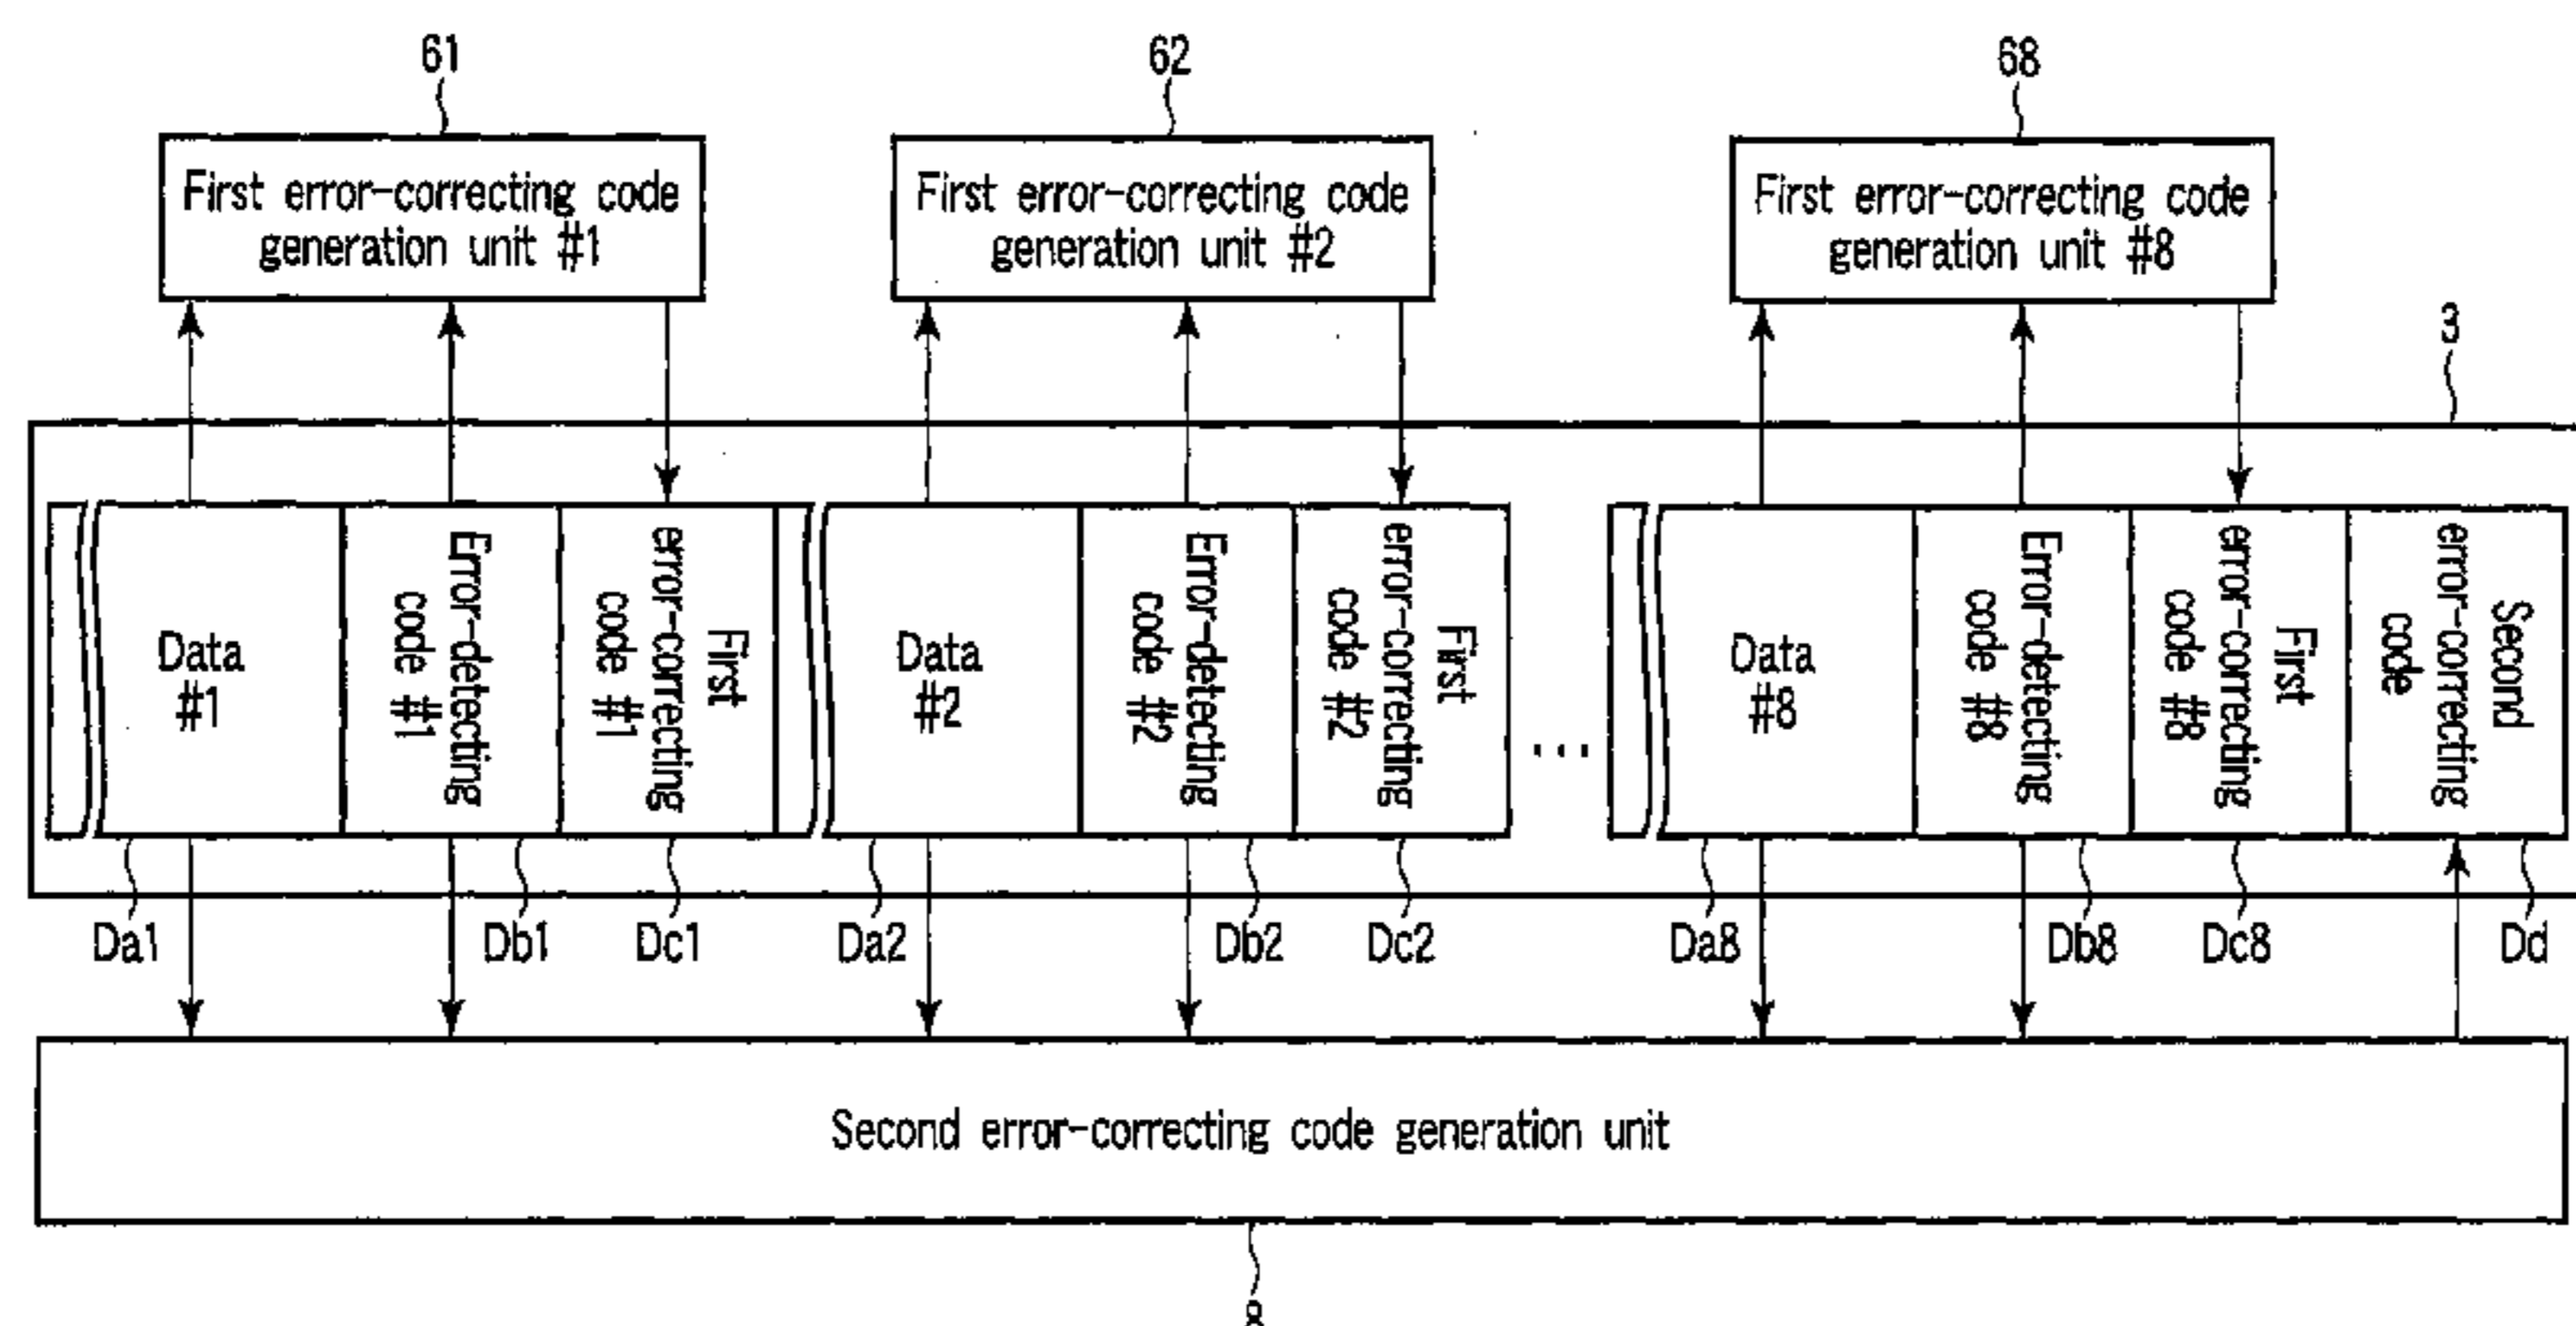 61
62
68
First error-correcting code
generation unit #1
First error-correcting code
generation unit #2
First error-correcting code
generation unit #8
3
Data
#1
Error-detecting
code #1
First
error-correcting
code #1
Data
#2
Error-detecting
code #2
First
error-correcting
code #2
...
Data
#8
Error-detecting
code #8
First
error-correcting
code #8
Second
error-correcting
code
Da1
Db1
Dc1
Da2
Db2
Dc2
Da8
Db8
Dc8
Dd
Second error-correcting code generation unit
8